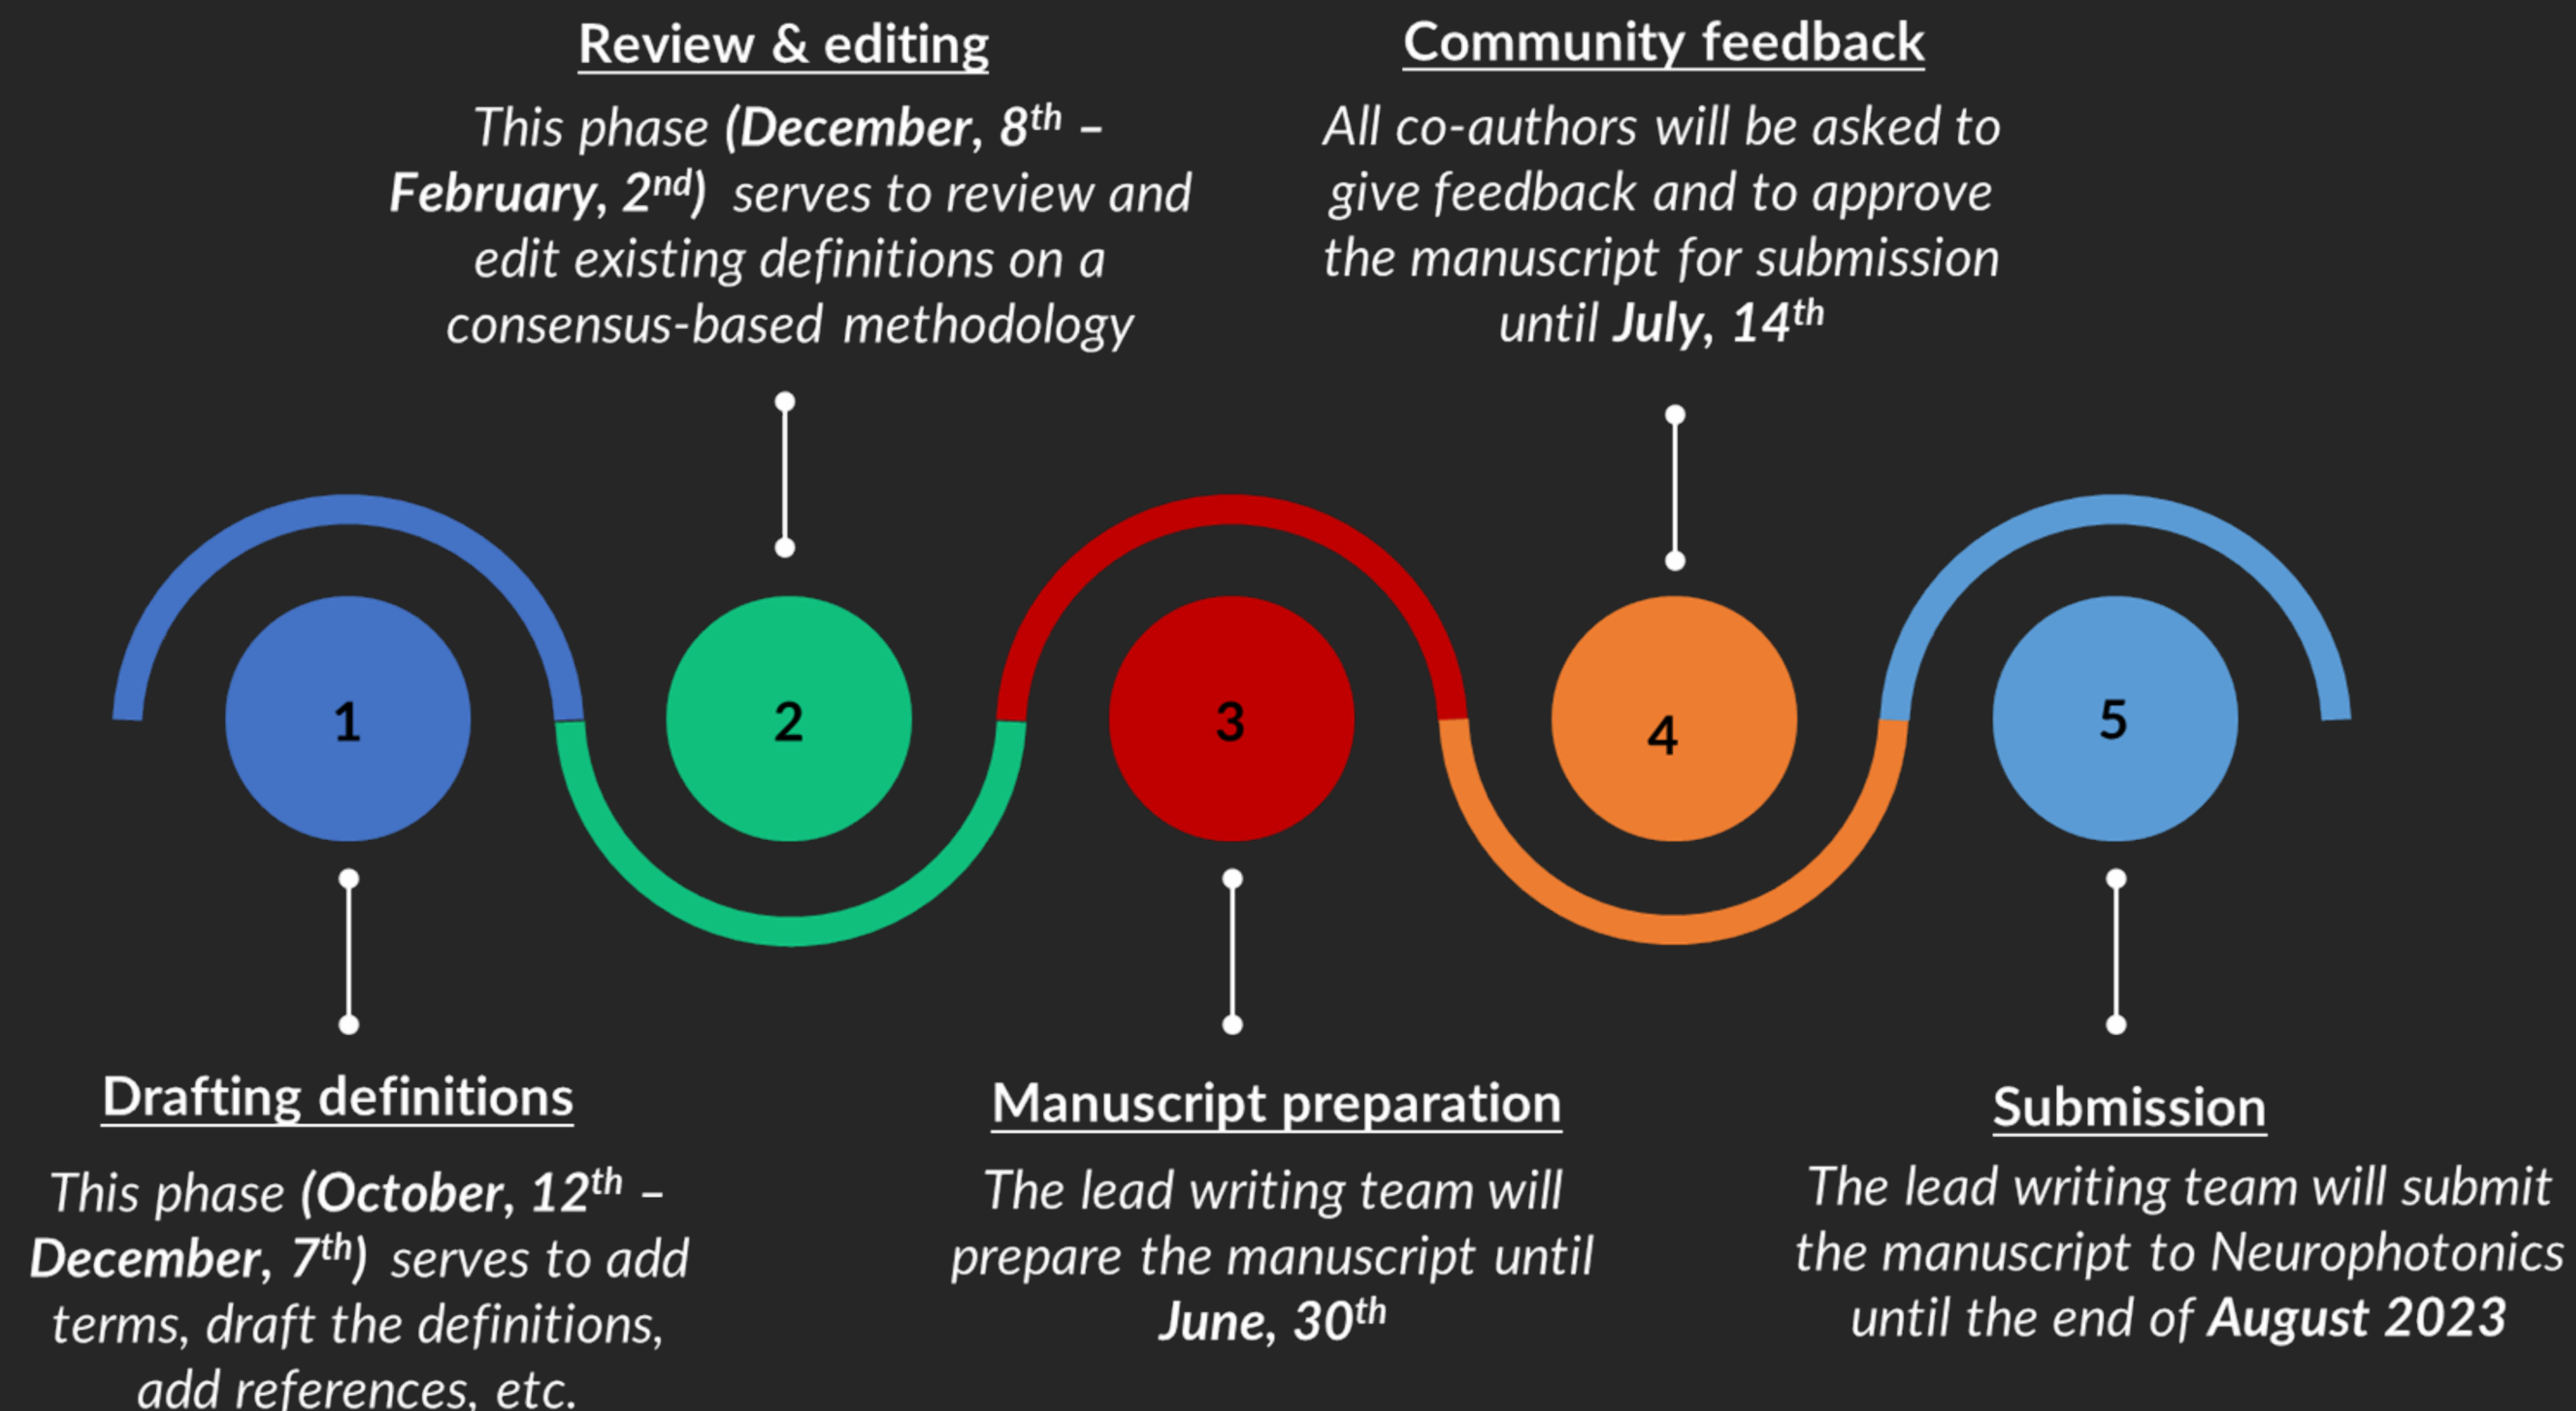 Review & editing
This phase (December, 8th –
February, 2nd) serves to review and
edit existing definitions on a
consensus-based methodology
Community feedback
All co-authors will be asked to
give feedback and to approve
the manuscript for submission
until July, 14th
1
2
3
4
5
Drafting definitions
This phase (October, 12th –
December, 7th) serves to add
terms, draft the definitions,
add references, etc.
Manuscript preparation
The lead writing team will
prepare the manuscript until
June, 30th
Submission
The lead writing team will submit
the manuscript to Neurophotonics
until the end of August 2023